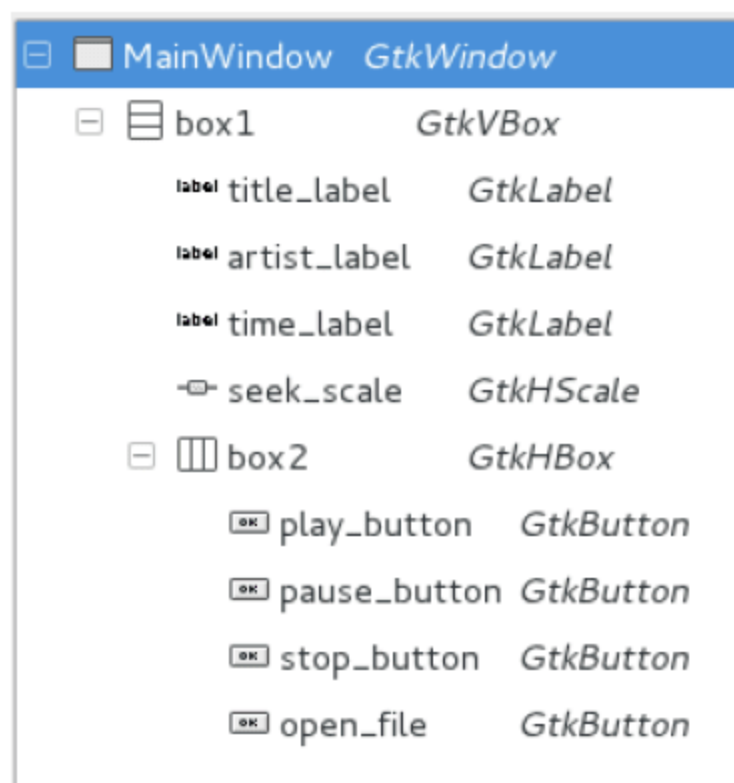 MainWindow GtkWindow
box1 GtkVBox
label title_label GtkLabel
label artist_label GtkLabel
label time_label GtkLabel
seek_scale GtkHScale
box2 GtkHBox
OK play_button GtkButton
OK pause_button GtkButton
OK stop_button GtkButton
OK open_file GtkButton